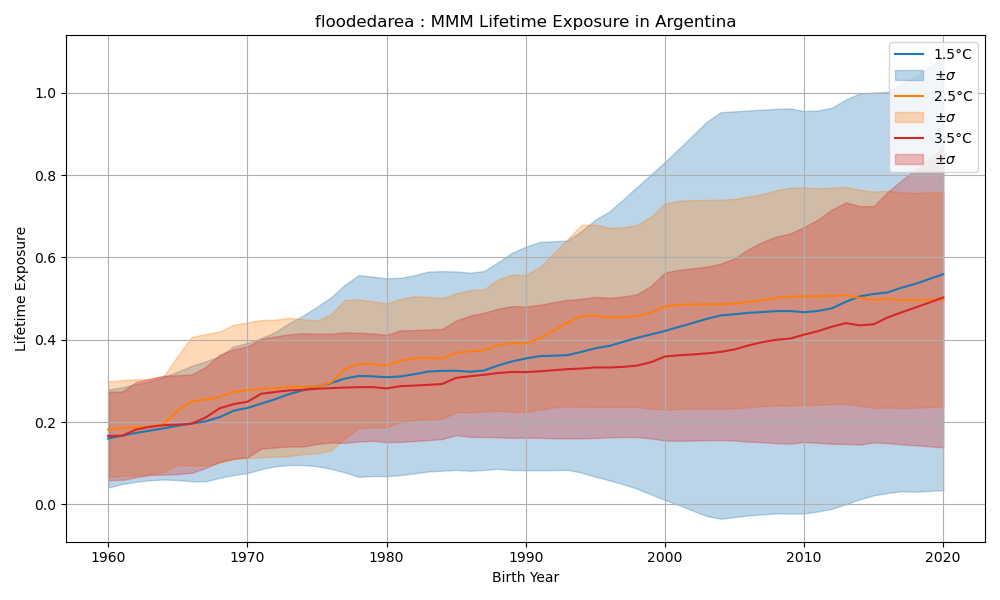 floodedarea : MMM Lifetime Exposure in Argentina
1.5°C
±σ
2.5°C
±σ
3.5°C
±σ
Lifetime Exposure
1.0
0.8
0.6
0.4
0.2
0.0
1960 1970 1980 1990 2000 2010 2020
Birth Year